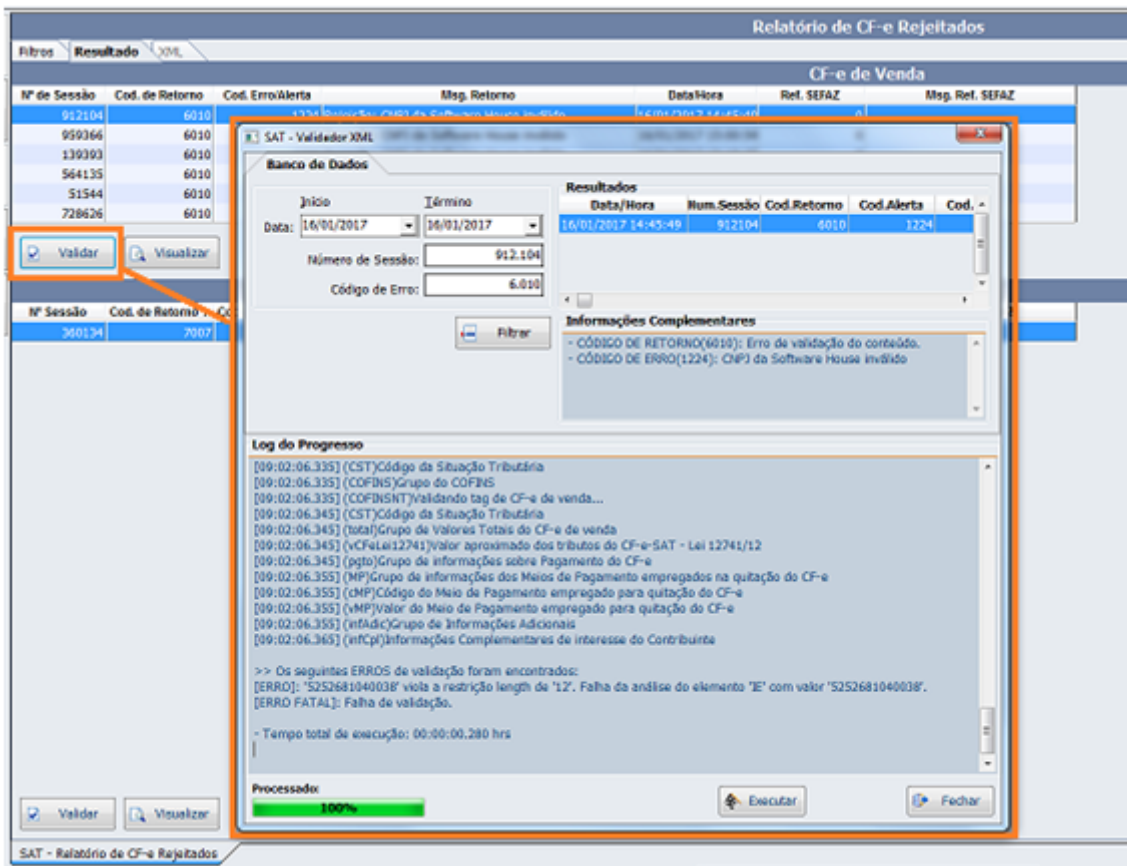 Relatório de CF-e Rejeitados
Filtros Resultado XML
CF-e de Venda
Nº de Sessão Cod. de Retorno Cod. Erro/Alerta Msg. Retorno Data/Hora Ref. SEFAZ Msg. Ref. SEFAZ
912104 6010 1224 Rejeição: CNPJ da Software House inválido 16/01/2017 14:45:49 0
959366 6010
139393 6010
564135 6010
51544 6010
728626 6010
Validar Visualizar
Nº Sessão Cod. de Retorno
360134 7007
SAT - Validador XML
Banco de Dados
Início Término
Data: 16/01/2017 16/01/2017
Número de Sessão: 912.104
Código de Erro: 6.010
Filtrar
Resultados
Data/Hora Num.Sessão Cod.Retorno Cod.Alerta Cod.
16/01/2017 14:45:49 912104 6010 1224
Informações Complementares
- CÓDIGO DE RETORNO(6010): Erro de validação do conteúdo.
- CÓDIGO DE ERRO(1224): CNPJ da Software House inválido
Log do Progresso
[09:02:06.335] (CST)Código da Situação Tributária
[09:02:06.335] (COFINS)Grupo do COFINS
[09:02:06.335] (COFINSNT)Validando tag de CF-e de venda...
[09:02:06.345] (CST)Código da Situação Tributária
[09:02:06.345] (total)Grupo de Valores Totais do CF-e de venda
[09:02:06.345] (vCFeLei12741)Valor aproximado dos tributos do CF-e-SAT - Lei 12741/12
[09:02:06.345] (pgto)Grupo de informações sobre Pagamento do CF-e
[09:02:06.355] (MP)Grupo de informações dos Meios de Pagamento empregados na quitação do CF-e
[09:02:06.355] (cMP)Código do Meio de Pagamento empregado para quitação do CF-e
[09:02:06.355] (vMP)Valor do Meio de Pagamento empregado para quitação do CF-e
[09:02:06.355] (infAdic)Grupo de Informações Adicionais
[09:02:06.365] (infCpl)Informações Complementares de interesse do Contribuinte
>> Os seguintes ERROS de validação foram encontrados:
[ERRO]: '5252681040038' viola a restrição length de '12'. Falha da análise do elemento 'IE' com valor '5252681040038'.
[ERRO FATAL]: Falha de validação.
- Tempo total de execução: 00:00:00.280 hrs
Processado:
100%
Executar Fechar
Validar Visualizar
SAT - Relatório de CF-e Rejeitados